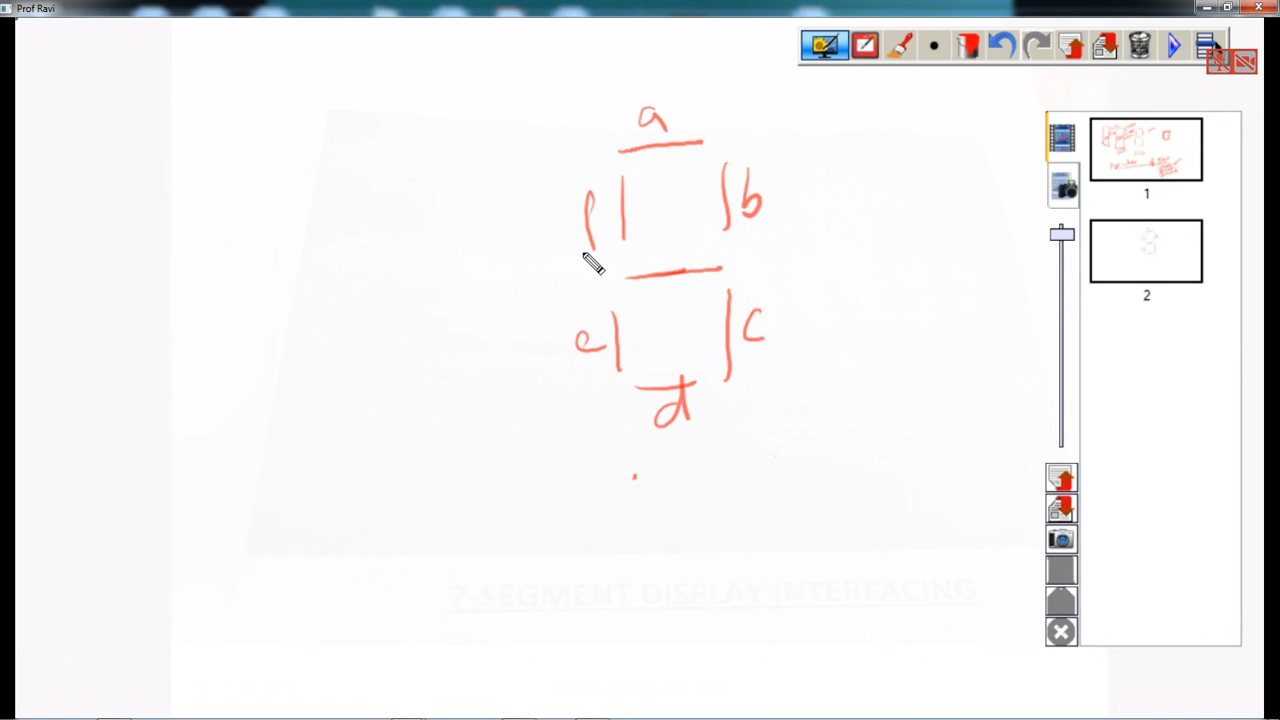 Prof Ravi
a
b
e
c
d
1
2
7-SEGMENT DISPLAY INTERFACING